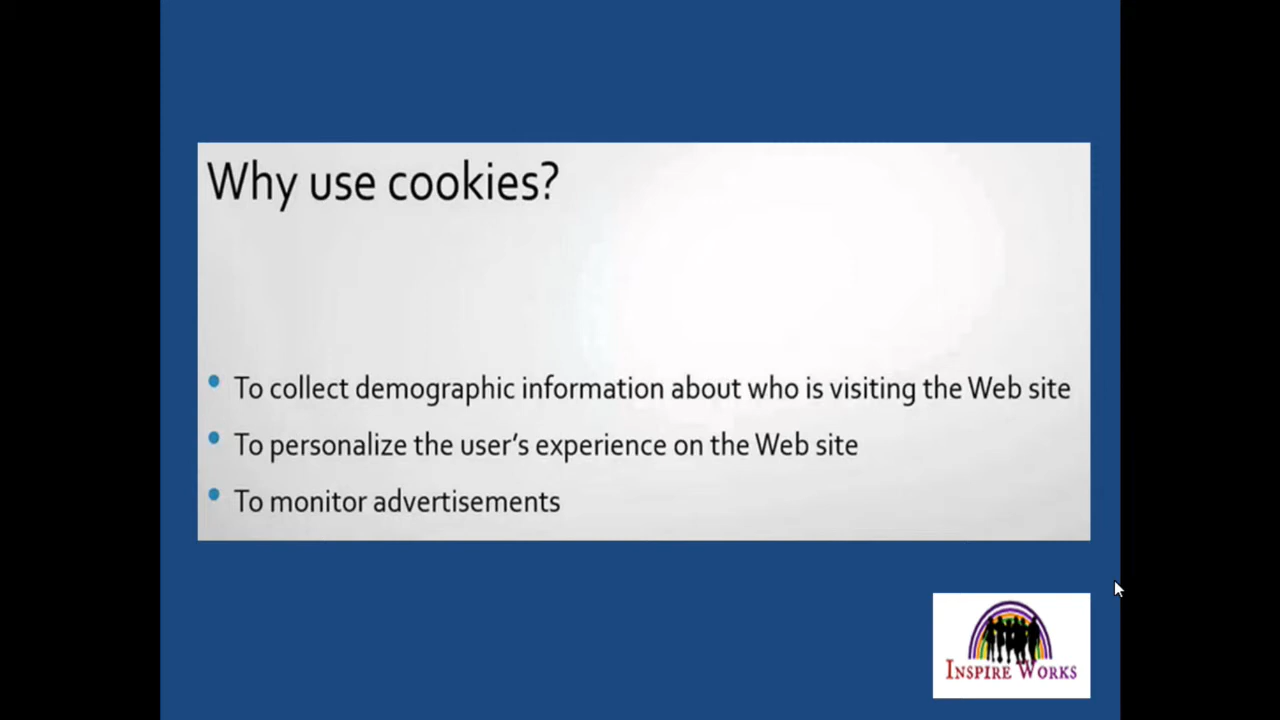 Why use cookies?
To collect demographic information about who is visiting the Web site
To personalize the user’s experience on the Web site
To monitor advertisements
INSPIRE WORKS